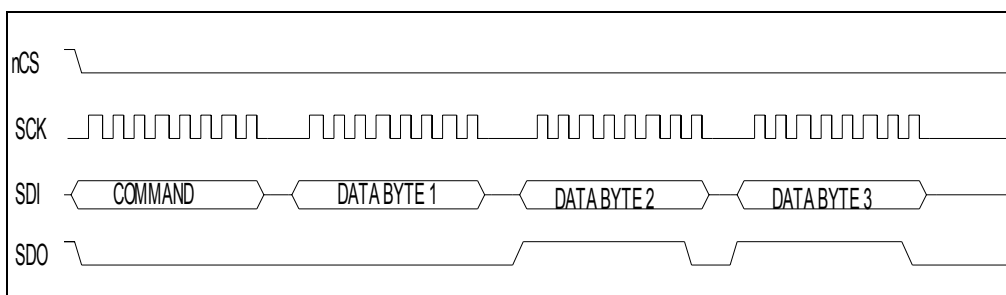 nCS
SCK
SDI COMMAND DATA BYTE 1 DATA BYTE 2 DATA BYTE 3
SDO